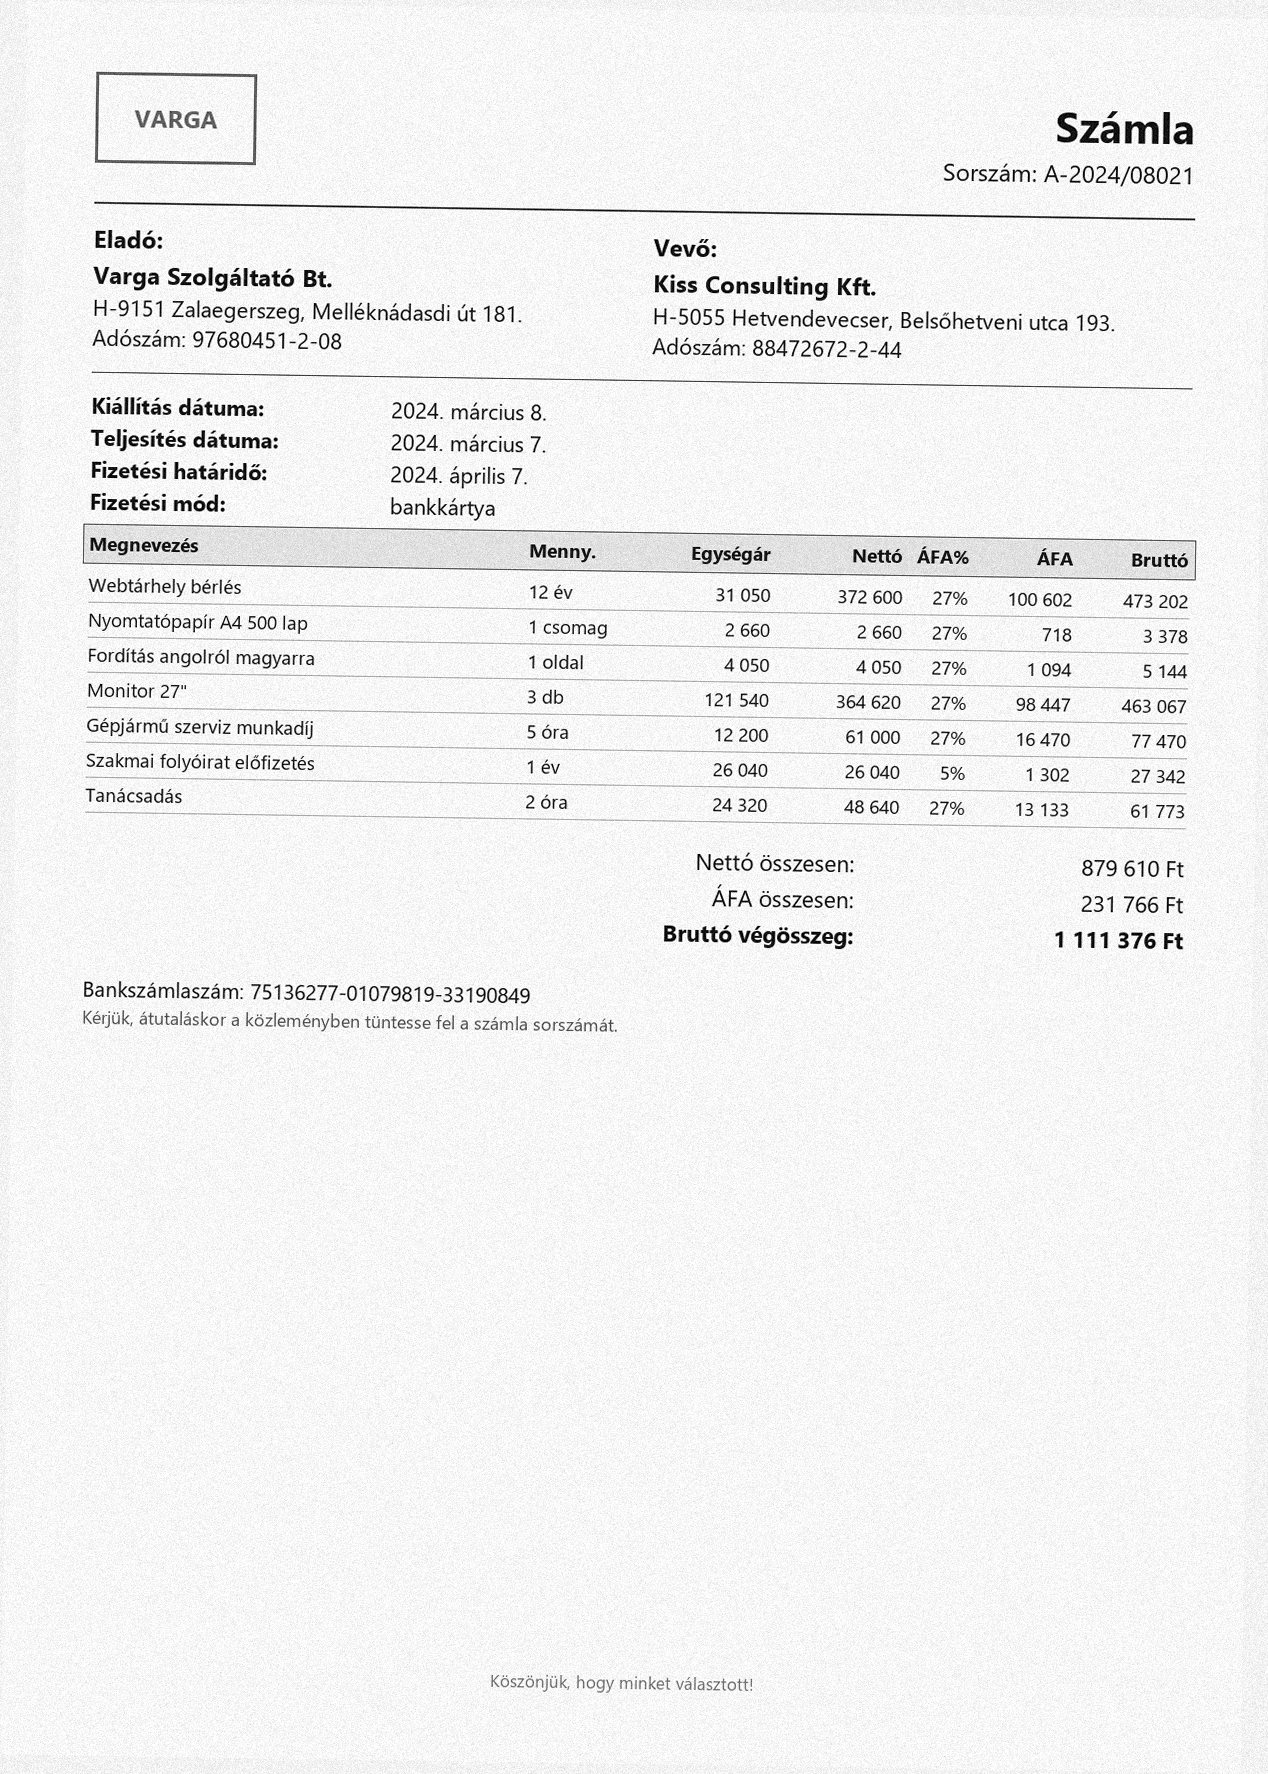 VARGA
Számla
Sorszám: A-2024/08021
Eladó:
Varga Szolgáltató Bt.
H-9151 Zalaegerszeg, Melléknádasdi út 181.
Adószám: 97680451-2-08
Vevő:
Kiss Consulting Kft.
H-5055 Hetvendevecser, Belsőhetveni utca 193.
Adószám: 88472672-2-44
Kiállítás dátuma: 2024. március 8.
Teljesítés dátuma: 2024. március 7.
Fizetési határidő: 2024. április 7.
Fizetési mód: bankkártya
Megnevezés Menny. Egységár Nettó ÁFA% ÁFA Bruttó
Webtárhely bérlés 12 év 31 050 372 600 27% 100 602 473 202
Nyomtatópapír A4 500 lap 1 csomag 2 660 2 660 27% 718 3 378
Fordítás angolról magyarra 1 oldal 4 050 4 050 27% 1 094 5 144
Monitor 27" 3 db 121 540 364 620 27% 98 447 463 067
Gépjármű szerviz munkadíj 5 óra 12 200 61 000 27% 16 470 77 470
Szakmai folyóirat előfizetés 1 év 26 040 26 040 5% 1 302 27 342
Tanácsadás 2 óra 24 320 48 640 27% 13 133 61 773
Nettó összesen: 879 610 Ft
ÁFA összesen: 231 766 Ft
Bruttó végösszeg: 1 111 376 Ft
Bankszámlaszám: 75136277-01079819-33190849
Kérjük, átutaláskor a közleményben tüntesse fel a számla sorszámát.
Köszönjük, hogy minket választott!